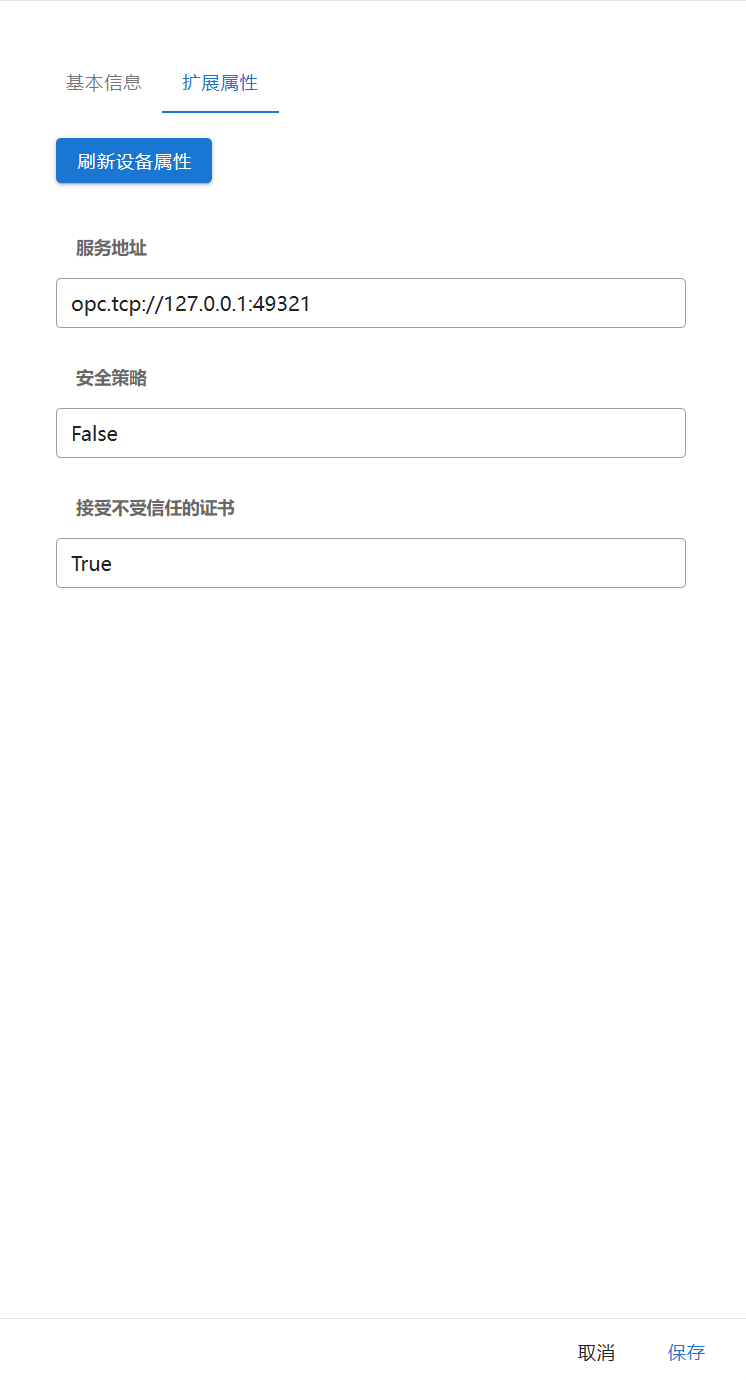 基本信息 扩展属性
刷新设备属性
服务地址
opc.tcp://127.0.0.1:49321
安全策略
False
接受不受信任的证书
True
取消 保存